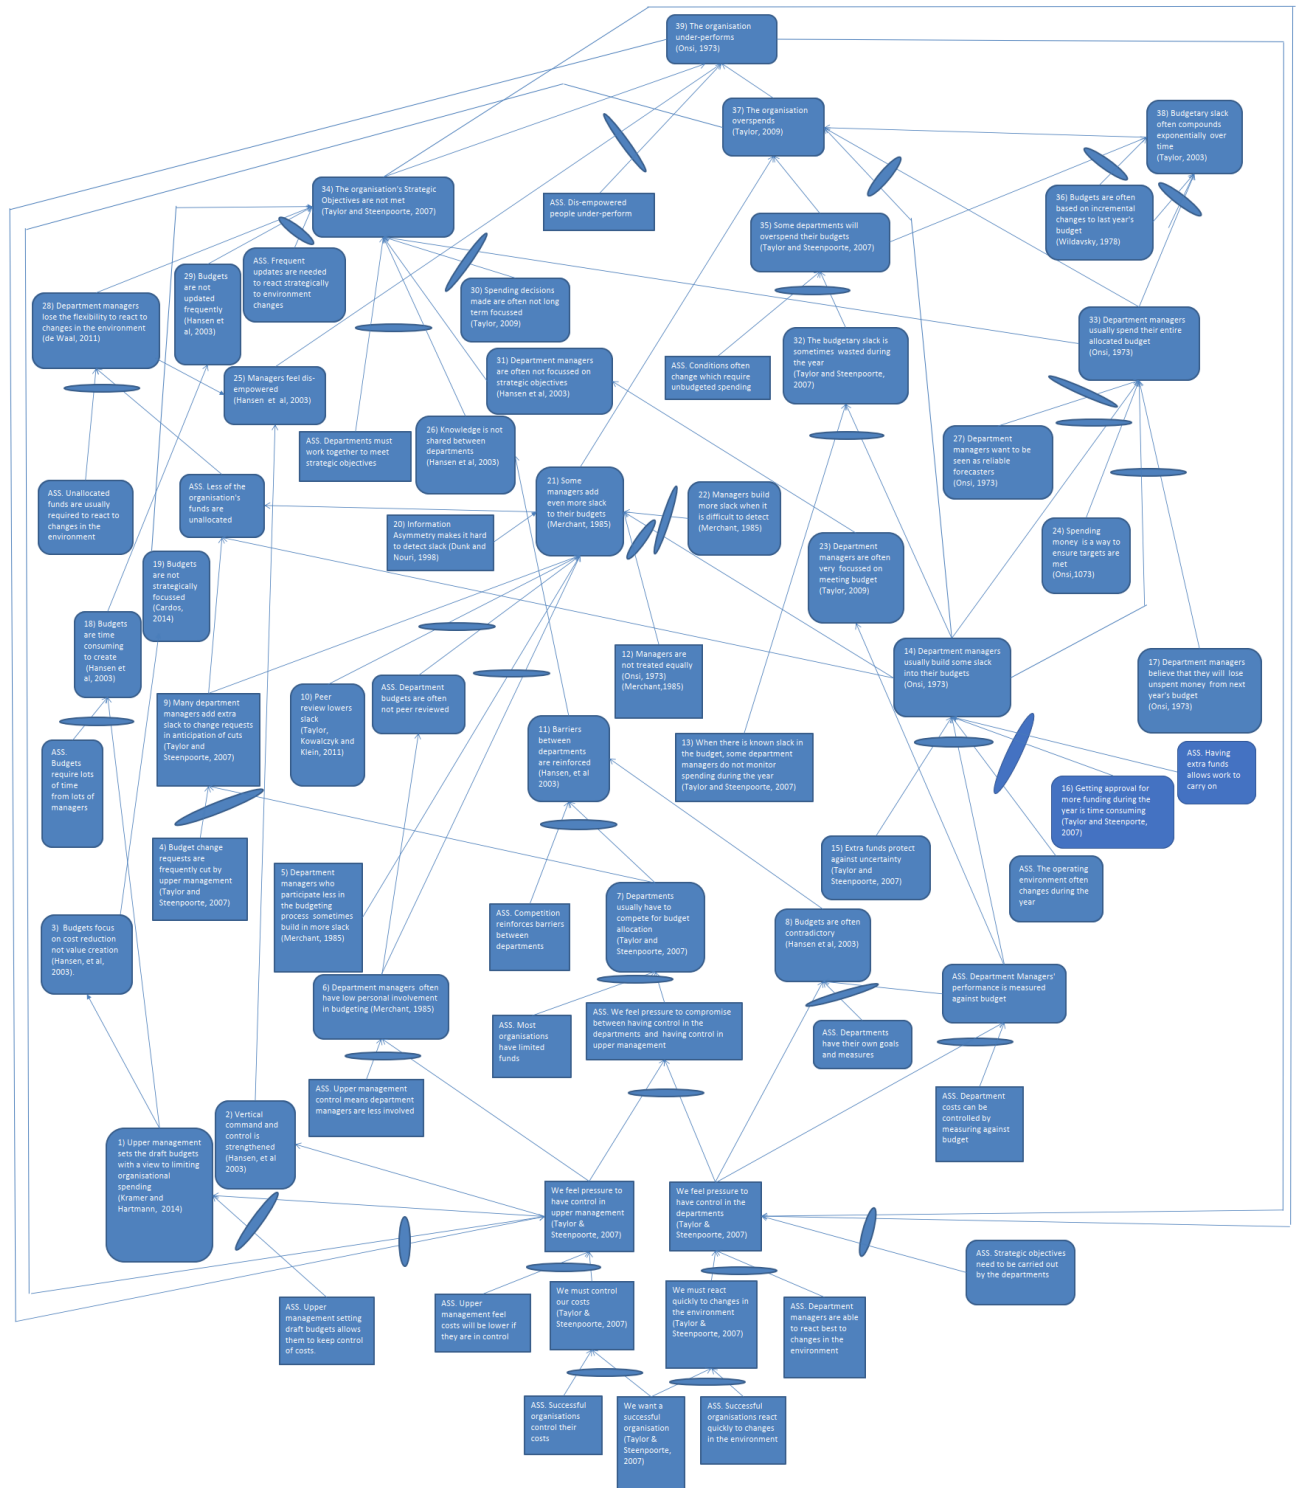 39) The organisation
under-performs
(Onsi, 1973)
37) The organisation
overspends
(Taylor, 2009)
38) Budgetary slack
often compounds
exponentially over
time
(Taylor, 2003)
34) The organisation's Strategic
Objectives are not met
(Taylor and Steenpoorte, 2007)
ASS. Dis-empowered
people under-perform
36) Budgets are often
based on incremental
changes to last year's
budget
(Wildavsky, 1978)
35) Some departments will
overspend their budgets
(Taylor and Steenpoorte, 2007)
ASS. Frequent
updates are needed
to react strategically
to environment
changes
29) Budgets
are not
updated
frequently
(Hansen et
al, 2003)
30) Spending decisions
made are often not long
term focussed
(Taylor, 2009)
28) Department managers
lose the flexibility to react to
changes in the environment
(de Waal, 2011)
33) Department managers
usually spend their entire
allocated budget
(Onsi, 1973)
32) The budgetary slack is
sometimes wasted during
the year
(Taylor and Steenpoorte,
2007)
31) Department managers
are often not focussed on
strategic objectives
(Hansen et al, 2003)
ASS. Conditions often
change which require
unbudgeted spending
25) Managers feel dis-
empowered
(Hansen et al, 2003)
26) Knowledge is not
shared between
departments
(Hansen et al, 2003)
ASS. Departments must
work together to meet
strategic objectives
27) Department
managers want to be
seen as reliable
forecasters
(Onsi, 1973)
ASS. Unallocated
funds are usually
required to react to
changes in the
environment
ASS. Less of the
organisation's
funds are
unallocated
21) Some
managers add
even more slack
to their budgets
(Merchant, 1985)
22) Managers build
more slack when it
is difficult to detect
(Merchant, 1985)
20) Information
Asymmetry makes it hard
to detect slack (Dunk and
Nouri, 1998)
24) Spending
money is a way to
ensure targets are
met
(Onsi,1073)
23) Department
managers are often
very focussed on
meeting budget
(Taylor, 2009)
19) Budgets
are not
strategically
focussed
(Cardos,
2014)
18) Budgets
are time
consuming
to create
(Hansen et
al, 2003)
12) Managers are
not treated equally
(Onsi, 1973)
(Merchant,1985)
14) Department managers
usually build some slack
into their budgets
(Onsi, 1973)
17) Department managers
believe that they will lose
unspent money from next
year's budget
(Onsi, 1973)
9) Many department
managers add extra
slack to change requests
in anticipation of cuts
(Taylor and
Steenpoorte, 2007)
10) Peer
review lowers
slack
(Taylor,
Kowalczyk and
Klein, 2011)
ASS. Department
budgets are often
not peer reviewed
11) Barriers
between
departments
are reinforced
(Hansen, et al
2003)
13) When there is known slack in
the budget, some department
managers do not monitor
spending during the year
(Taylor and Steenpoorte, 2007)
ASS. Having
extra funds
allows work to
carry on
16) Getting approval for
more funding during the
year is time consuming
(Taylor and Steenporte,
2007)
ASS.
Budgets
require lots
of time
from lots of
managers
4) Budget change
requests are
frequently cut by
upper management
(Taylor and
Steenpoorte, 2007)
15) Extra funds protect
against uncertainty
(Taylor and
Steenpoorte, 2007)
ASS. The operating
environment often
changes during the
year
5) Department
managers who
participate less in
the budgeting
process sometimes
build in more slack
(Merchant, 1985)
7) Departments
usually have to
compete for budget
allocation
(Taylor and
Steenpoorte, 2007)
ASS. Competition
reinforces barriers
between
departments
8) Budgets are often
contradictory
(Hansen et al, 2003)
3) Budgets focus
on cost reduction
not value creation
(Hansen, et al,
2003).
ASS. Department Managers'
performance is measured
against budget
6) Department managers often
have low personal involvement
in budgeting (Merchant, 1985)
ASS. Most
organisations
have limited
funds
ASS. We feel pressure to compromise
between having control in the
departments and having control in
upper management
ASS. Departments
have their own goals
and measures
ASS. Upper management
control means department
managers are less involved
ASS. Department
costs can be
controlled by
measuring against
budget
2) Vertical
command and
control is
strengthened
(Hansen, et al
2003)
1) Upper management
sets the draft budgets
with a view to limiting
organisational
spending
(Kramer and
Hartmann, 2014)
We feel pressure to
have control in
upper management
(Taylor &
Steenpoorte, 2007)
We feel pressure to
have control in the
departments
(Taylor &
Steenpoorte, 2007)
ASS. Strategic objectives
need to be carried out
by the departments
ASS. Upper
management setting
draft budgets allows
them to keep control
of costs.
ASS. Upper
management feel
costs will be lower if
they are in control
We must control
our costs
(Taylor &
Steenpoorte, 2007)
We must react
quickly to changes in
the environment
(Taylor &
Steenpoorte, 2007)
ASS. Department
managers are able
to react best to
changes in the
environment
ASS. Successful
organisations
control their
costs
We want a
successful
organisation
(Taylor &
Steenpoorte,
2007)
ASS. Successful
organisations react
quickly to changes
in the environment